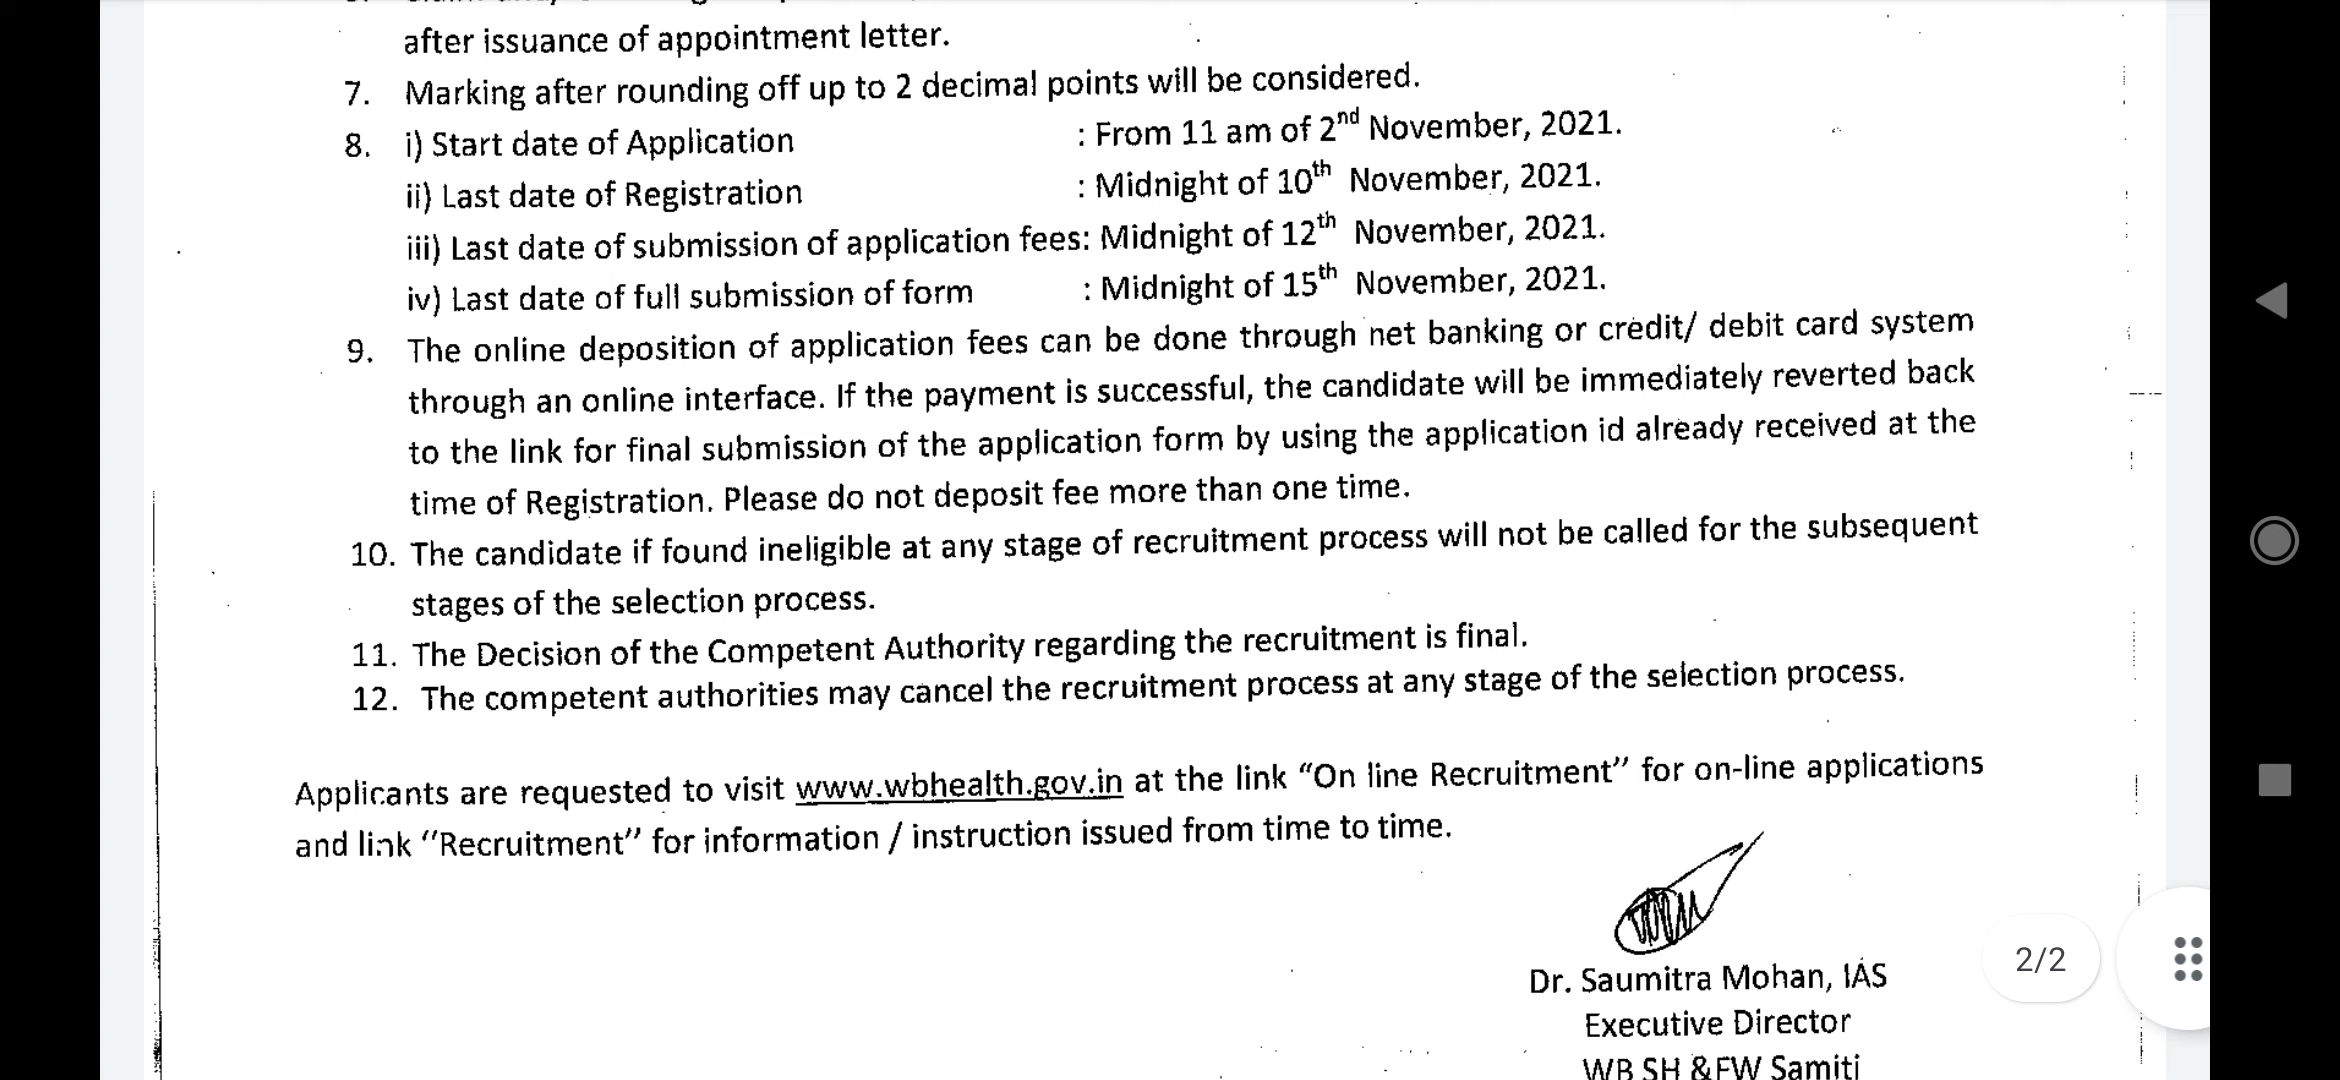 after issuance of appointment letter.
7. Marking after rounding off up to 2 decimal points will be considered.
8. i) Start date of Application : From 11 am of 2nd November, 2021.
ii) Last date of Registration : Midnight of 10th November, 2021.
iii) Last date of submission of application fees: Midnight of 12th November, 2021.
iv) Last date of full submission of form : Midnight of 15th November, 2021.
9. The online deposition of application fees can be done through net banking or credit/ debit card system
through an online interface. If the payment is successful, the candidate will be immediately reverted back
to the link for final submission of the application form by using the application id already received at the
time of Registration. Please do not deposit fee more than one time.
10. The candidate if found ineligible at any stage of recruitment process will not be called for the subsequent
stages of the selection process.
11. The Decision of the Competent Authority regarding the recruitment is final.
12. The competent authorities may cancel the recruitment process at any stage of the selection process.
Applicants are requested to visit www.wbhealth.gov.in at the link “On line Recruitment” for on-line applications
and link “Recruitment” for information / instruction issued from time to time.
Dr. Saumitra Mohan, IAS
Executive Director
WB SH &FW Samiti
2/2